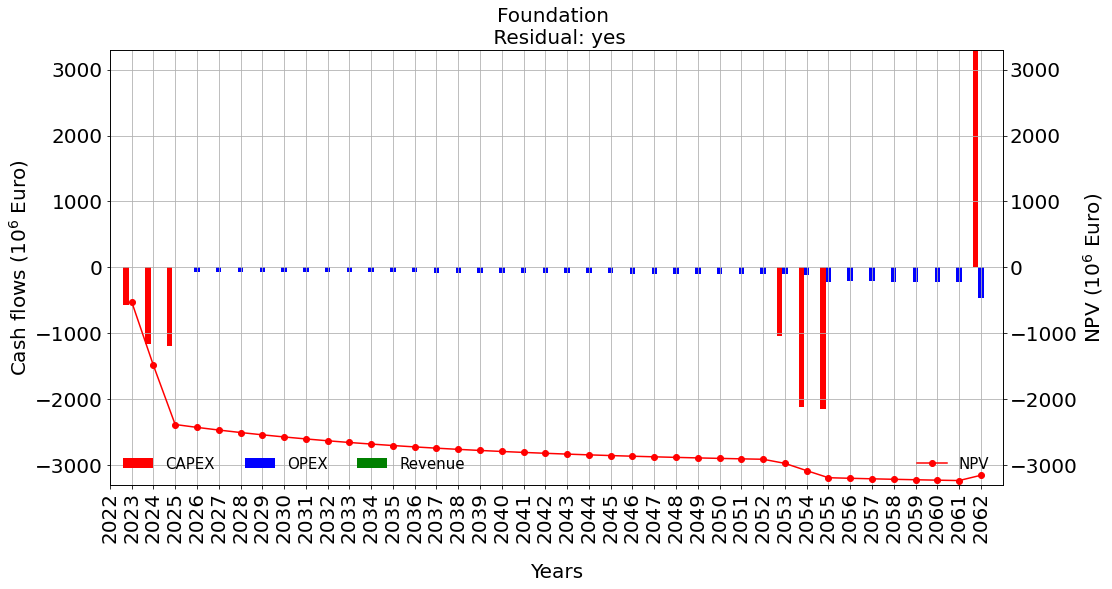 Foundation
Residual: yes
Cash flows (10⁶ Euro)
3000
2000
1000
0
−1000
−2000
−3000
3000
2000
1000
0
−1000
−2000
−3000
NPV (10⁶ Euro)
CAPEX OPEX Revenue NPV
2022 2023 2024 2025 2026 2027 2028 2029 2030 2031 2032 2033 2034 2035 2036 2037 2038 2039 2040 2041 2042 2043 2044 2045 2046 2047 2048 2049 2050 2051 2052 2053 2054 2055 2056 2057 2058 2059 2060 2061 2062
Years